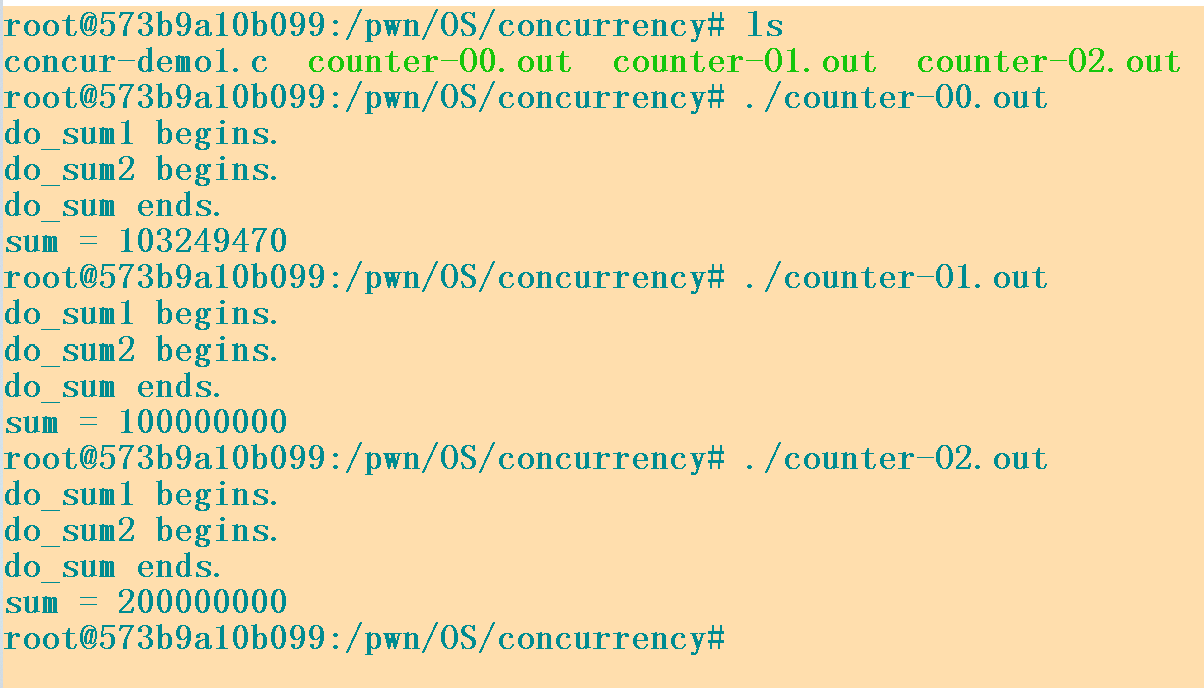 root@573b9a10b099:/pwn/OS/concurrency# ls
concur-demo1.c  counter-00.out  counter-01.out  counter-02.out
root@573b9a10b099:/pwn/OS/concurrency# ./counter-00.out
do_sum1 begins.
do_sum2 begins.
do_sum ends.
sum = 103249470
root@573b9a10b099:/pwn/OS/concurrency# ./counter-01.out
do_sum1 begins.
do_sum2 begins.
do_sum ends.
sum = 100000000
root@573b9a10b099:/pwn/OS/concurrency# ./counter-02.out
do_sum1 begins.
do_sum2 begins.
do_sum ends.
sum = 200000000
root@573b9a10b099:/pwn/OS/concurrency#